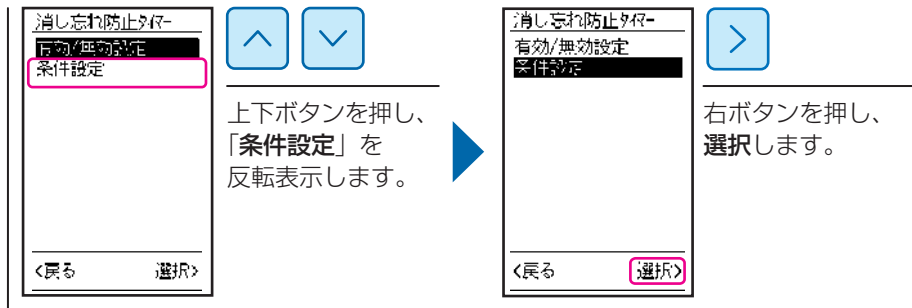 消し忘れ防止ﾀｲﾏｰ
有効/無効設定
条件設定
<戻る 選択>
上下ボタンを押し、
「条件設定」を
反転表示します。
消し忘れ防止ﾀｲﾏｰ
有効/無効設定
条件設定
<戻る 選択>
右ボタンを押し、
選択します。